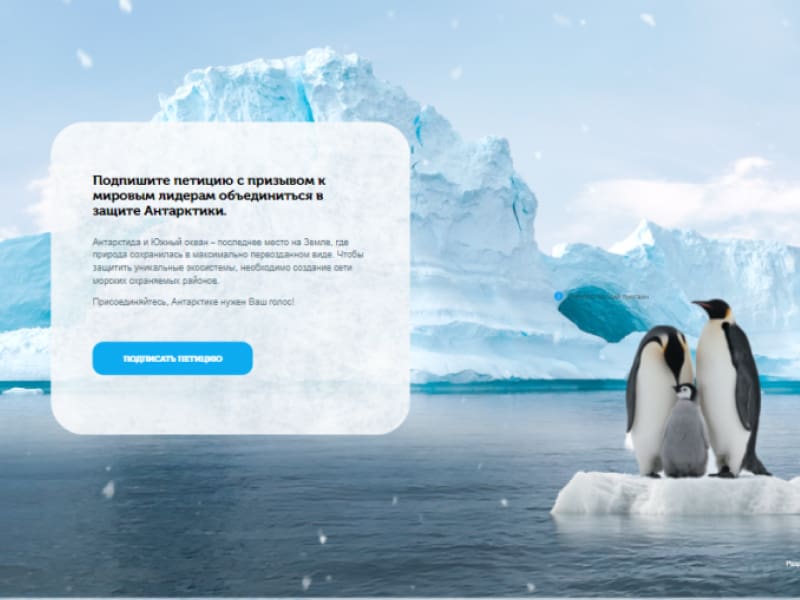 Подпишите петицию с призывом к
мировым лидерам объединиться в
защите Антарктики.
Антарктида и Южный океан – последнее место на Земле, где
природа сохранилась в максимально первозданном виде. Чтобы
защитить уникальные экосистемы, необходимо создание сети
морских охраняемых районов.
Присоединяйтесь, Антарктике нужен Ваш голос!
ПОДПИСАТЬ ПЕТИЦИЮ